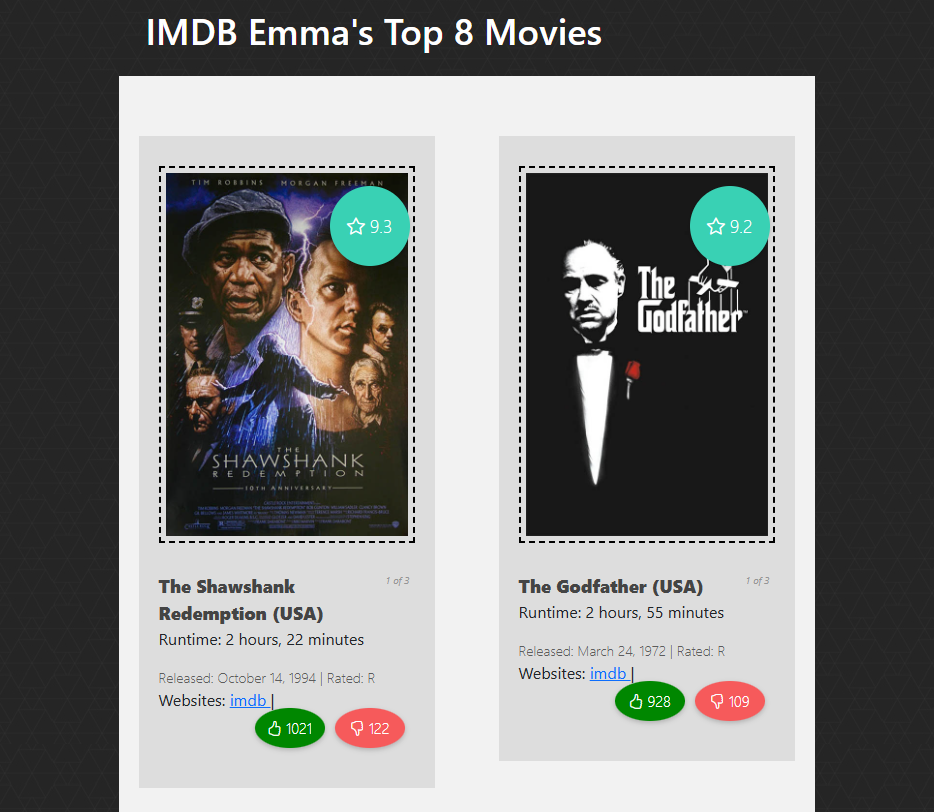 IMDB Emma's Top 8 Movies
TIM ROBBINS MORGAN FREEMAN
9.3
THE
SHAWSHANK
REDEMPTION
10TH ANNIVERSARY
The Shawshank
Redemption (USA)
1 of 3
Runtime: 2 hours, 22 minutes
Released: October 14, 1994 | Rated: R
Websites: imdb |
1021
122
9.2
The
Godfather
The Godfather (USA)
1 of 3
Runtime: 2 hours, 55 minutes
Released: March 24, 1972 | Rated: R
Websites: imdb |
928
109